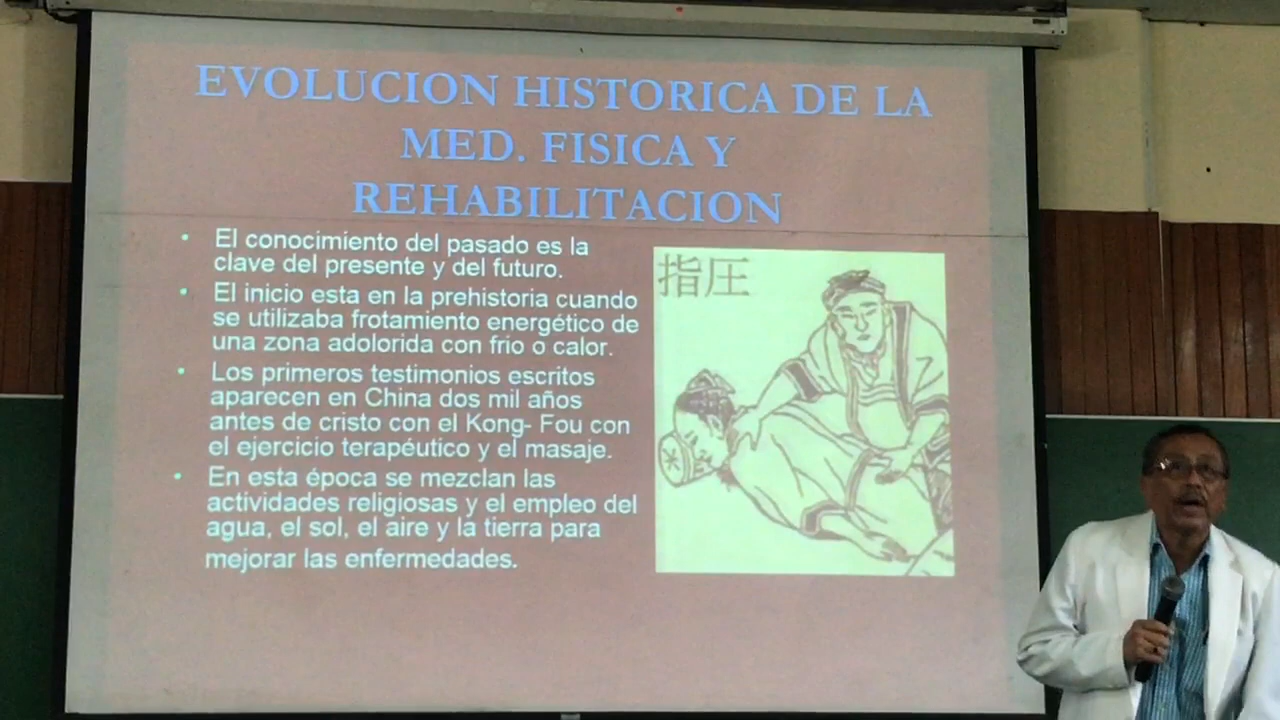 EVOLUCION HISTORICA DE LA
MED. FISICA Y
REHABILITACION
• El conocimiento del pasado es la
clave del presente y del futuro.
• El inicio esta en la prehistoria cuando
se utilizaba frotamiento energético de
una zona adolorida con frio o calor.
• Los primeros testimonios escritos
aparecen en China dos mil años
antes de cristo con el Kong- Fou con
el ejercicio terapéutico y el masaje.
• En esta época se mezclan las
actividades religiosas y el empleo del
agua, el sol, el aire y la tierra para
mejorar las enfermedades.
指圧